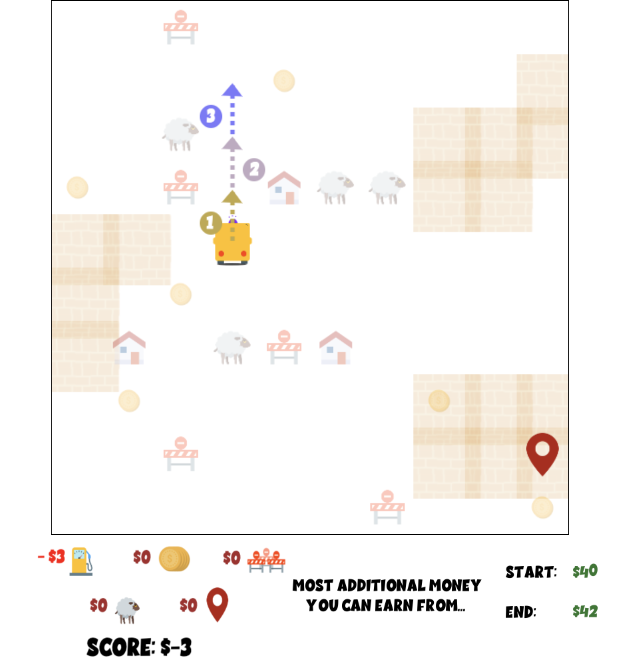 3
2
1
- $3
$0
$0
MOST ADDITIONAL MONEY
YOU CAN EARN FROM...
START: $40
$0
$0
END: $42
SCORE: $-3